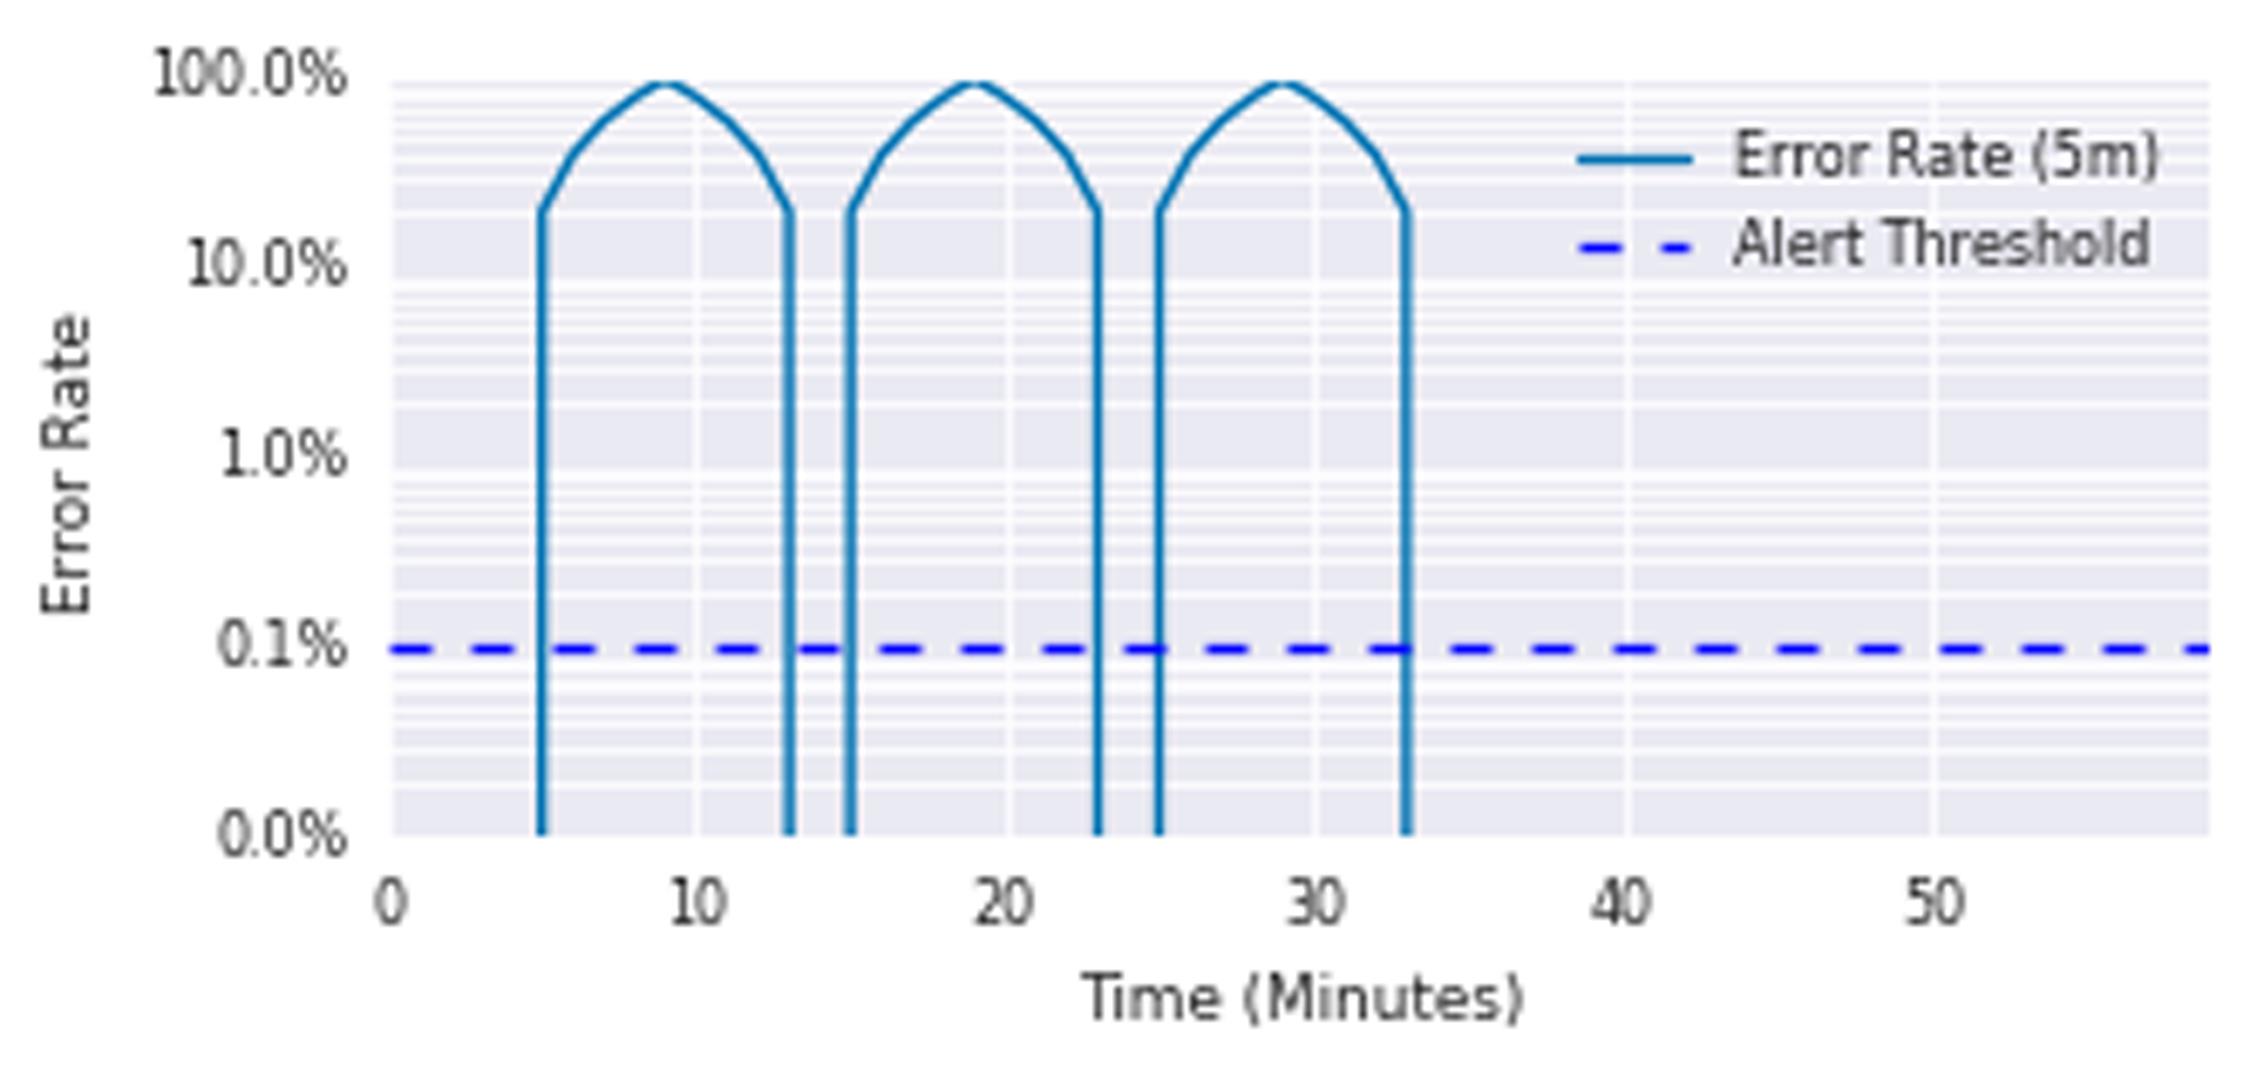 100.0%
10.0%
1.0%
0.1%
0.0%
Error Rate
Error Rate (5m)
Alert Threshold
0 10 20 30 40 50
Time (Minutes)